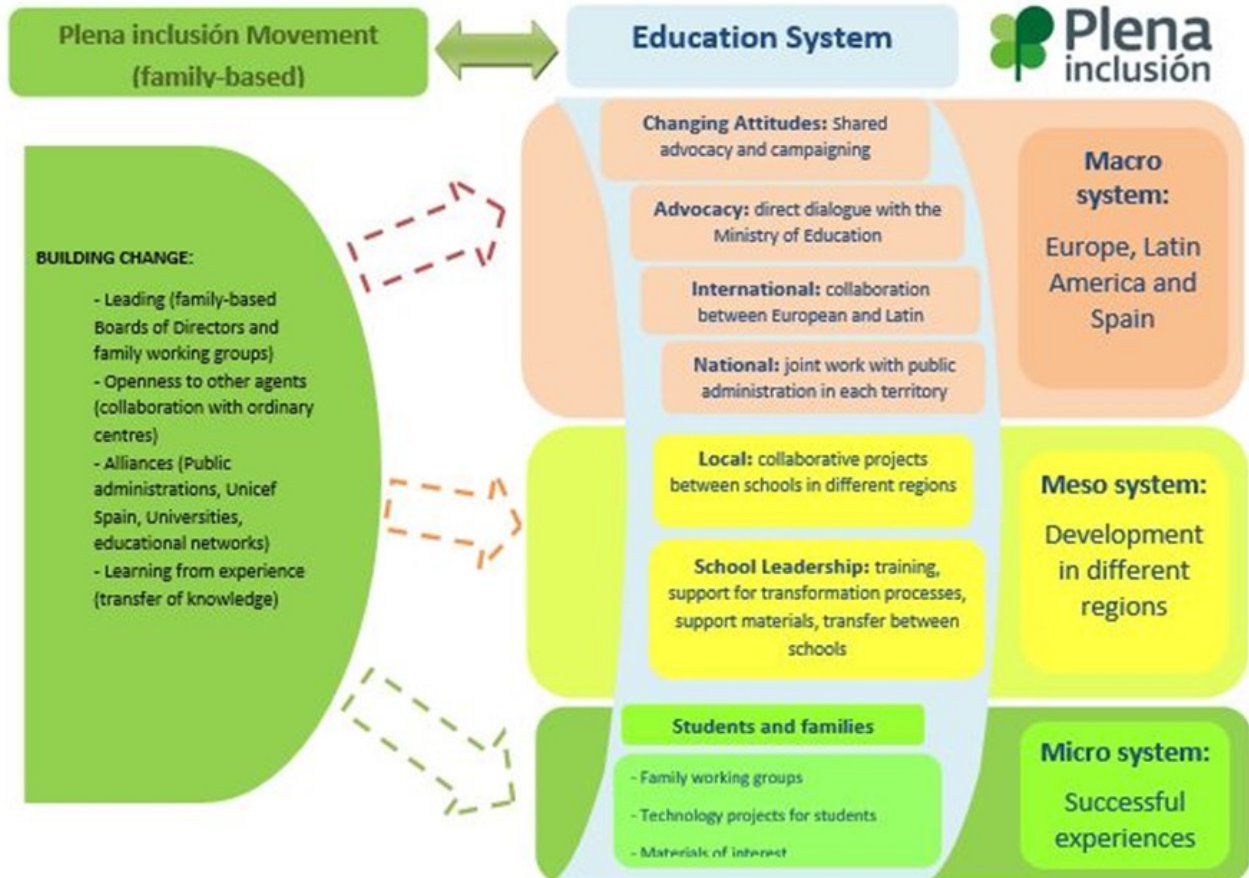 Plena inclusión Movement
(family-based)
Education System
Plena
inclusión
BUILDING CHANGE:
- Leading (family-based
Boards of Directors and
family working groups)
- Openness to other agents
(collaboration with ordinary
centres)
- Alliances (Public
administrations, Unicef
Spain, Universities,
educational networks)
- Learning from experience
(transfer of knowledge)
Changing Attitudes: Shared
advocacy and campaigning
Advocacy: direct dialogue with the
Ministry of Education
International: collaboration
between European and Latin
National: joint work with public
administration in each territory
Macro
system:
Europe, Latin
America and
Spain
Local: collaborative projects
between schools in different regions
School Leadership: training,
support for transformation processes,
support materials, transfer between
schools
Meso system:
Development
in different
regions
Students and families
- Family working groups
- Technology projects for students
- Materials of interest
Micro system:
Successful
experiences